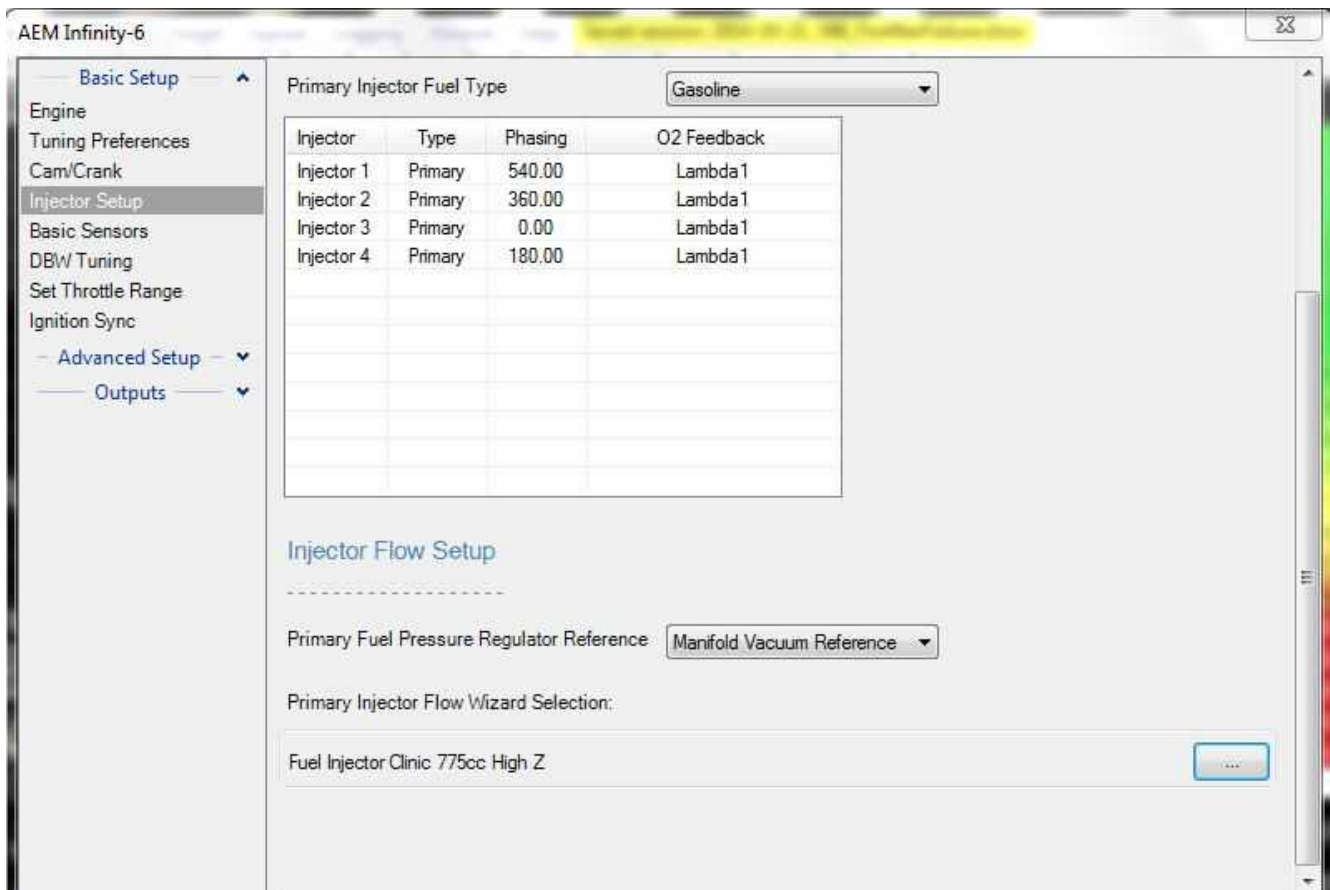 AEM Infinity-6
Basic Setup
Engine
Tuning Preferences
Cam/Crank
Injector Setup
Basic Sensors
DBW Tuning
Set Throttle Range
Ignition Sync
Advanced Setup
Outputs
Primary Injector Fuel Type Gasoline
Injector Type Phasing O2 Feedback
Injector 1 Primary 540.00 Lambda1
Injector 2 Primary 360.00 Lambda1
Injector 3 Primary 0.00 Lambda1
Injector 4 Primary 180.00 Lambda1
Injector Flow Setup
- - - - - - - - - - - - - - - - - - -
Primary Fuel Pressure Regulator Reference Manifold Vacuum Reference
Primary Injector Flow Wizard Selection:
Fuel Injector Clinic 775cc High Z ...